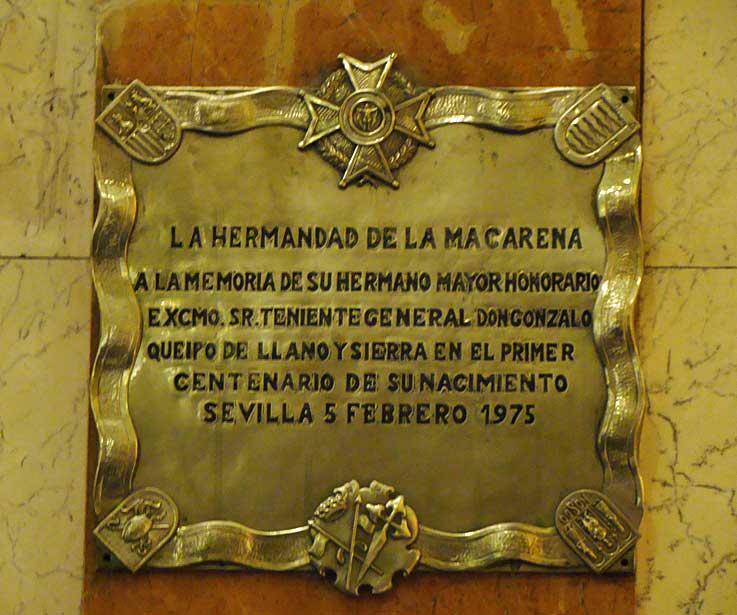 LA HERMANDAD DE LA MACARENA
A LA MEMORIA DE SU HERMANO MAYOR HONORARIO
EXCMO. SR. TENIENTE GENERAL DON GONZALO
QUEIPO DE LLANO Y SIERRA EN EL PRIMER
CENTENARIO DE SU NACIMIENTO
SEVILLA 5 FEBRERO 1975